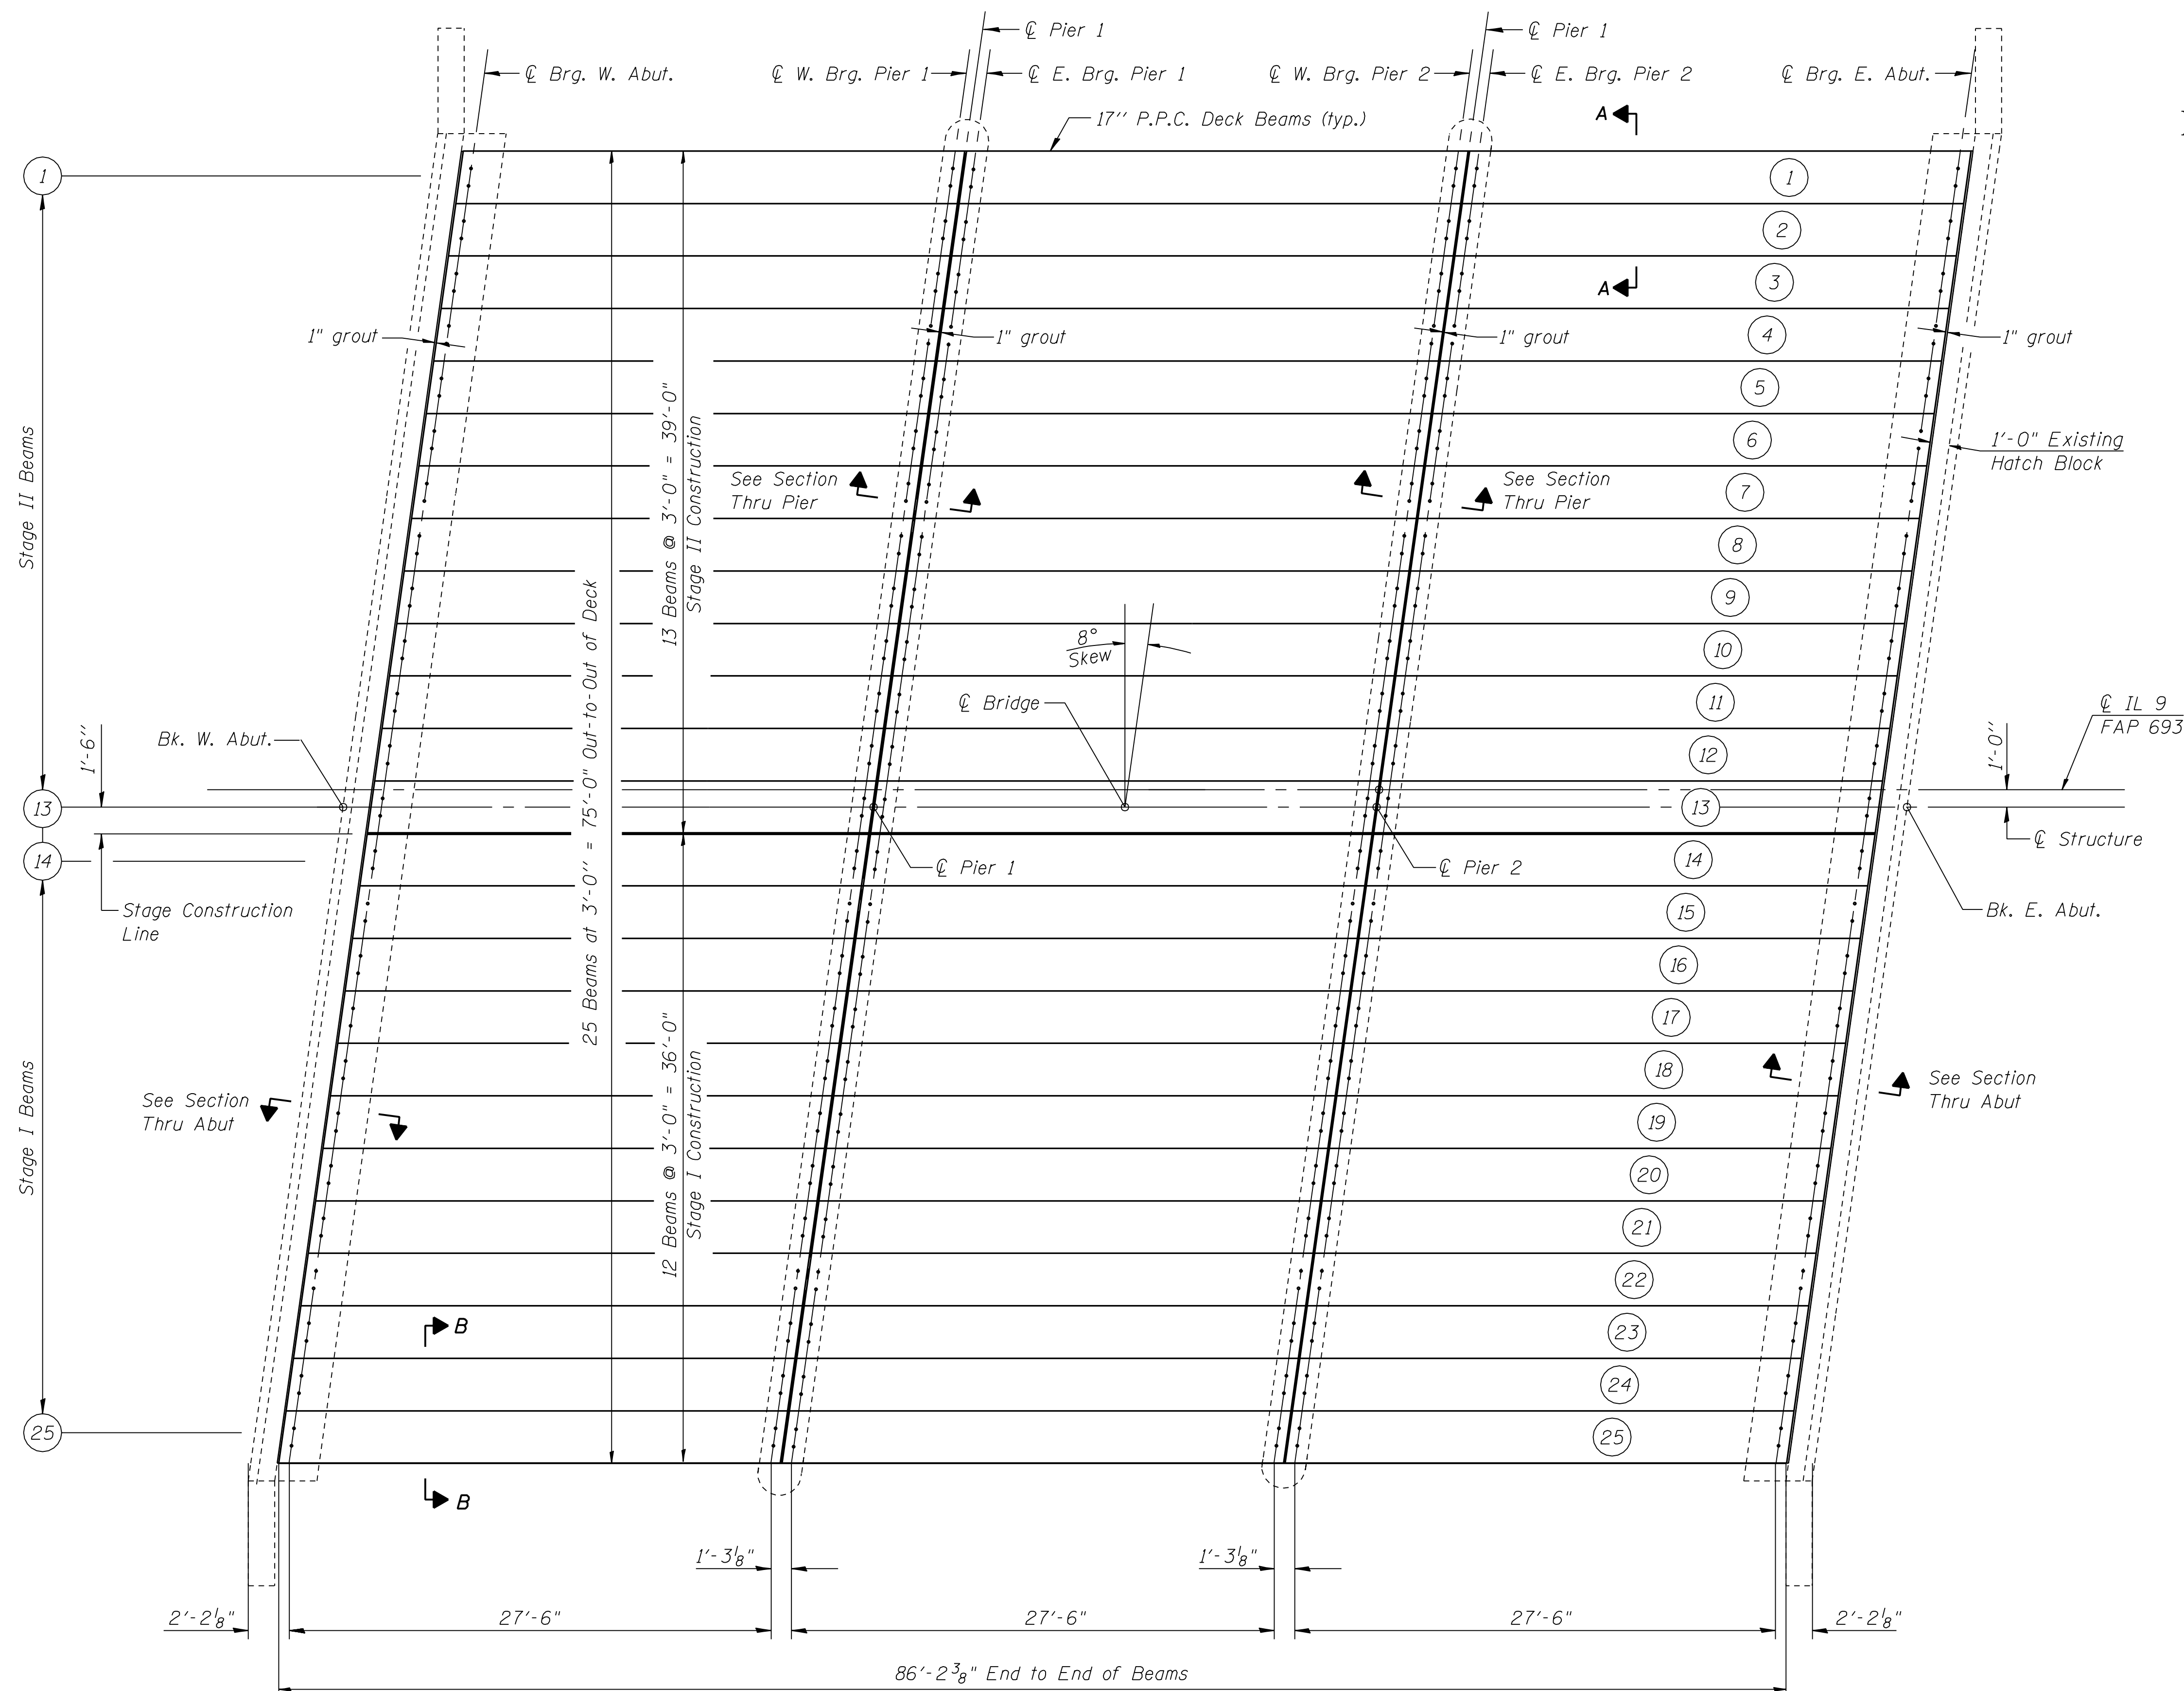 ℄ Pier 1
℄ Pier 1
℄ Brg. W. Abut.
℄ W. Brg. Pier 1
℄ E. Brg. Pier 1
℄ W. Brg. Pier 2
℄ E. Brg. Pier 2
℄ Brg. E. Abut.
17" P.P.C. Deck Beams (typ.)
A
A
1
1
2
3
4
5
6
7
8
9
10
11
12
13
14
15
16
17
18
19
20
21
22
23
24
25
1" grout
1" grout
1" grout
1" grout
Stage II Beams
13 Beams @ 3'-0" = 39'-0"
Stage II Construction
See Section
Thru Pier
See Section
Thru Pier
1'-0" Existing
Hatch Block
25 Beams at 3'-0" = 75'-0" Out-to-Out of Deck
8°
Skew
℄ Bridge
℄ IL 9
FAP 693
Bk. W. Abut.
1'-6"
1'-0"
13
14
℄ Structure
℄ Pier 1
℄ Pier 2
Stage Construction
Line
Bk. E. Abut.
Stage I Beams
12 Beams @ 3'-0" = 36'-0"
Stage I Construction
See Section
Thru Abut
See Section
Thru Abut
25
B
B
1'-3 1/8"
1'-3 1/8"
2'-2 1/8"
27'-6"
27'-6"
27'-6"
2'-2 1/8"
86'-2 3/8" End to End of Beams